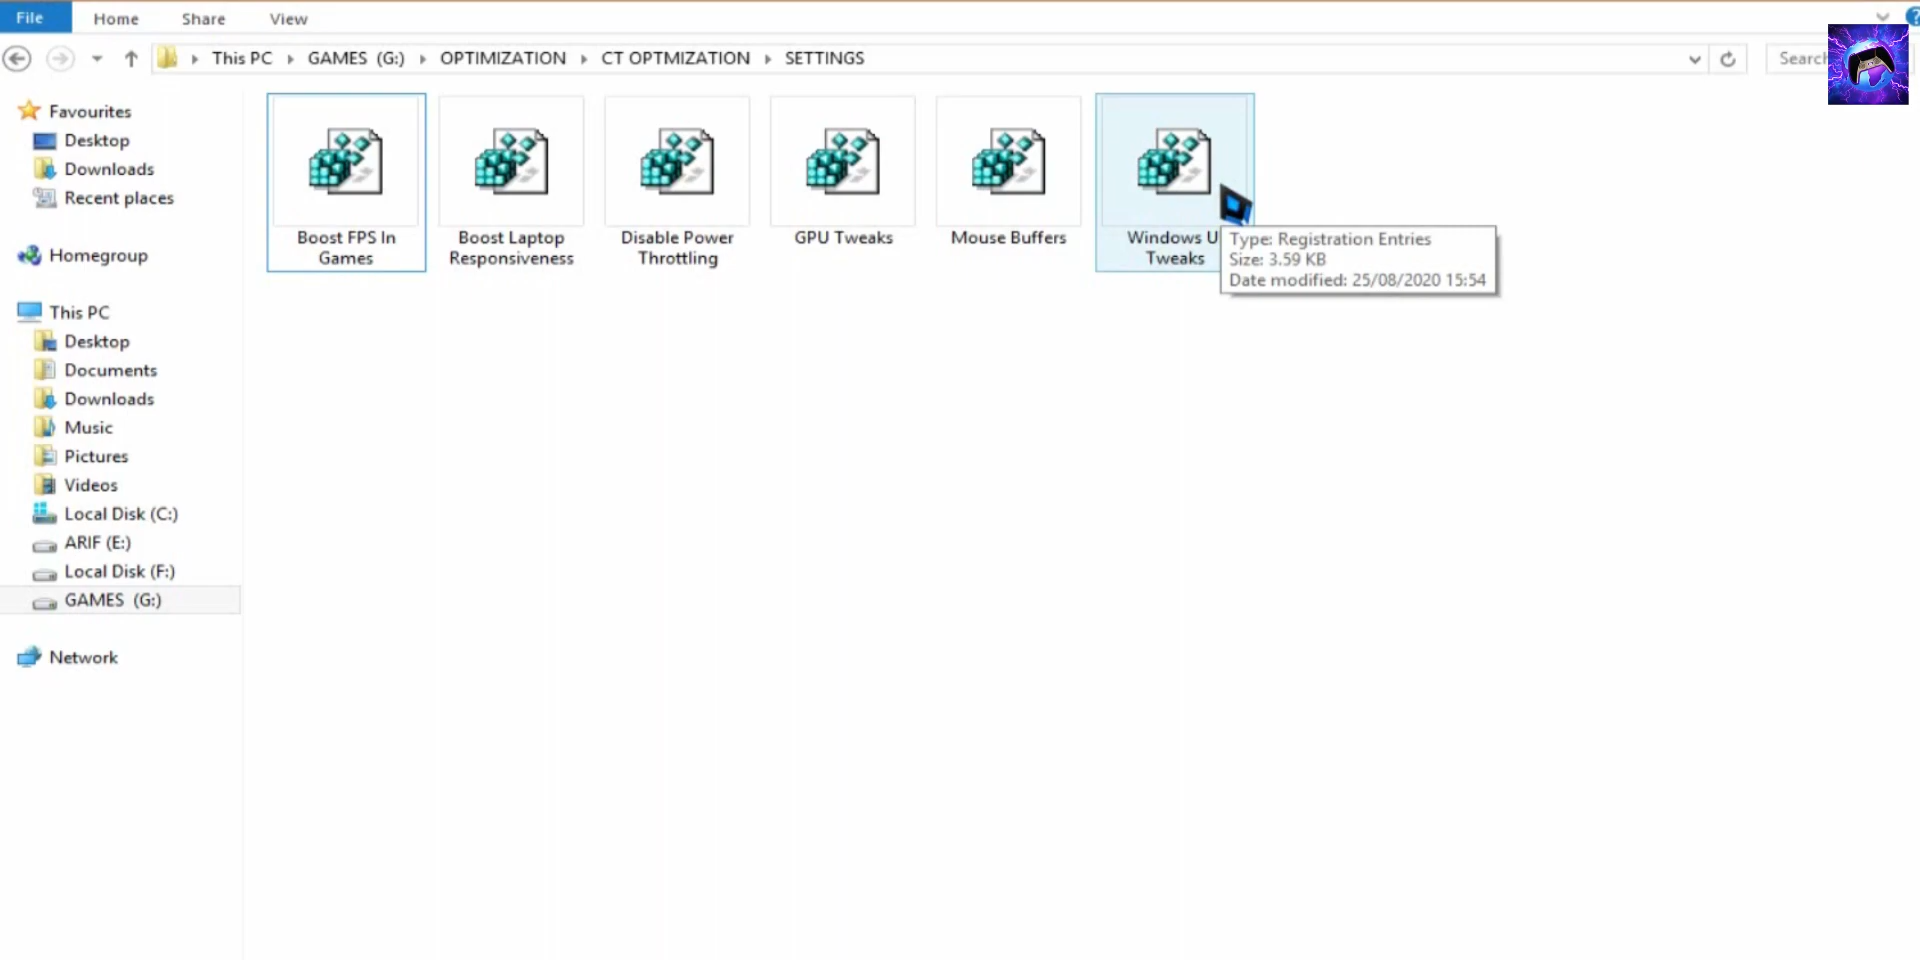 File Home Share View
This PC GAMES (G:) OPTIMIZATION CT OPTMIZATION SETTINGS
Favourites
Desktop
Downloads
Recent places
Homegroup
This PC
Desktop
Documents
Downloads
Music
Pictures
Videos
Local Disk (C:)
ARIF (E:)
Local Disk (F:)
GAMES (G:)
Network
Boost FPS In
Games
Boost Laptop
Responsiveness
Disable Power
Throttling
GPU Tweaks
Mouse Buffers
Windows U
Tweaks
Type: Registration Entries
Size: 3.59 KB
Date modified: 25/08/2020 15:54